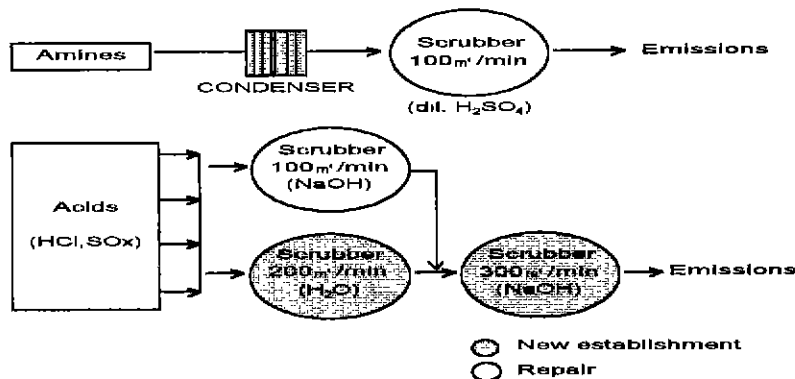 Amines
CONDENSER
Scrubber
100㎥/min
(dil. H₂SO₄)
Emissions
Acids
(HCl, SOx)
Scrubber
100㎥/min
(NaOH)
Scrubber
200㎥/min
(H₂O)
Scrubber
300㎥/min
(NaOH)
Emissions
New establishment
Repair